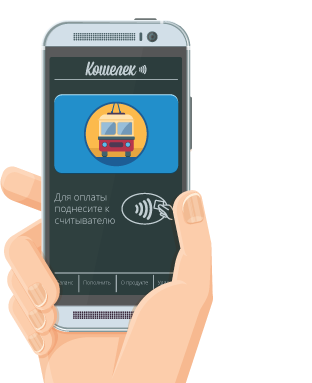 Кошелек
Для оплаты
поднесите к
считывателю
Пополнить
О продукте